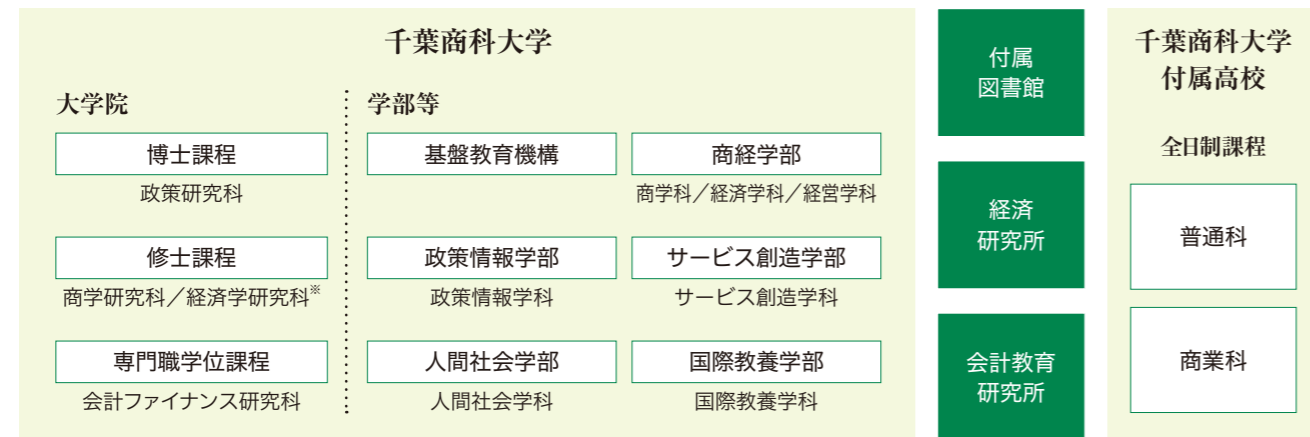 千葉商科大学
大学院
博士課程
政策研究科
修士課程
商学研究科／経済学研究科※
専門職学位課程
会計ファイナンス研究科
学部等
基盤教育機構
商経学部
商学科／経済学科／経営学科
政策情報学部
政策情報学科
サービス創造学部
サービス創造学科
人間社会学部
人間社会学科
国際教養学部
国際教養学科
付属
図書館
経済
研究所
会計教育
研究所
千葉商科大学
付属高校
全日制課程
普通科
商業科